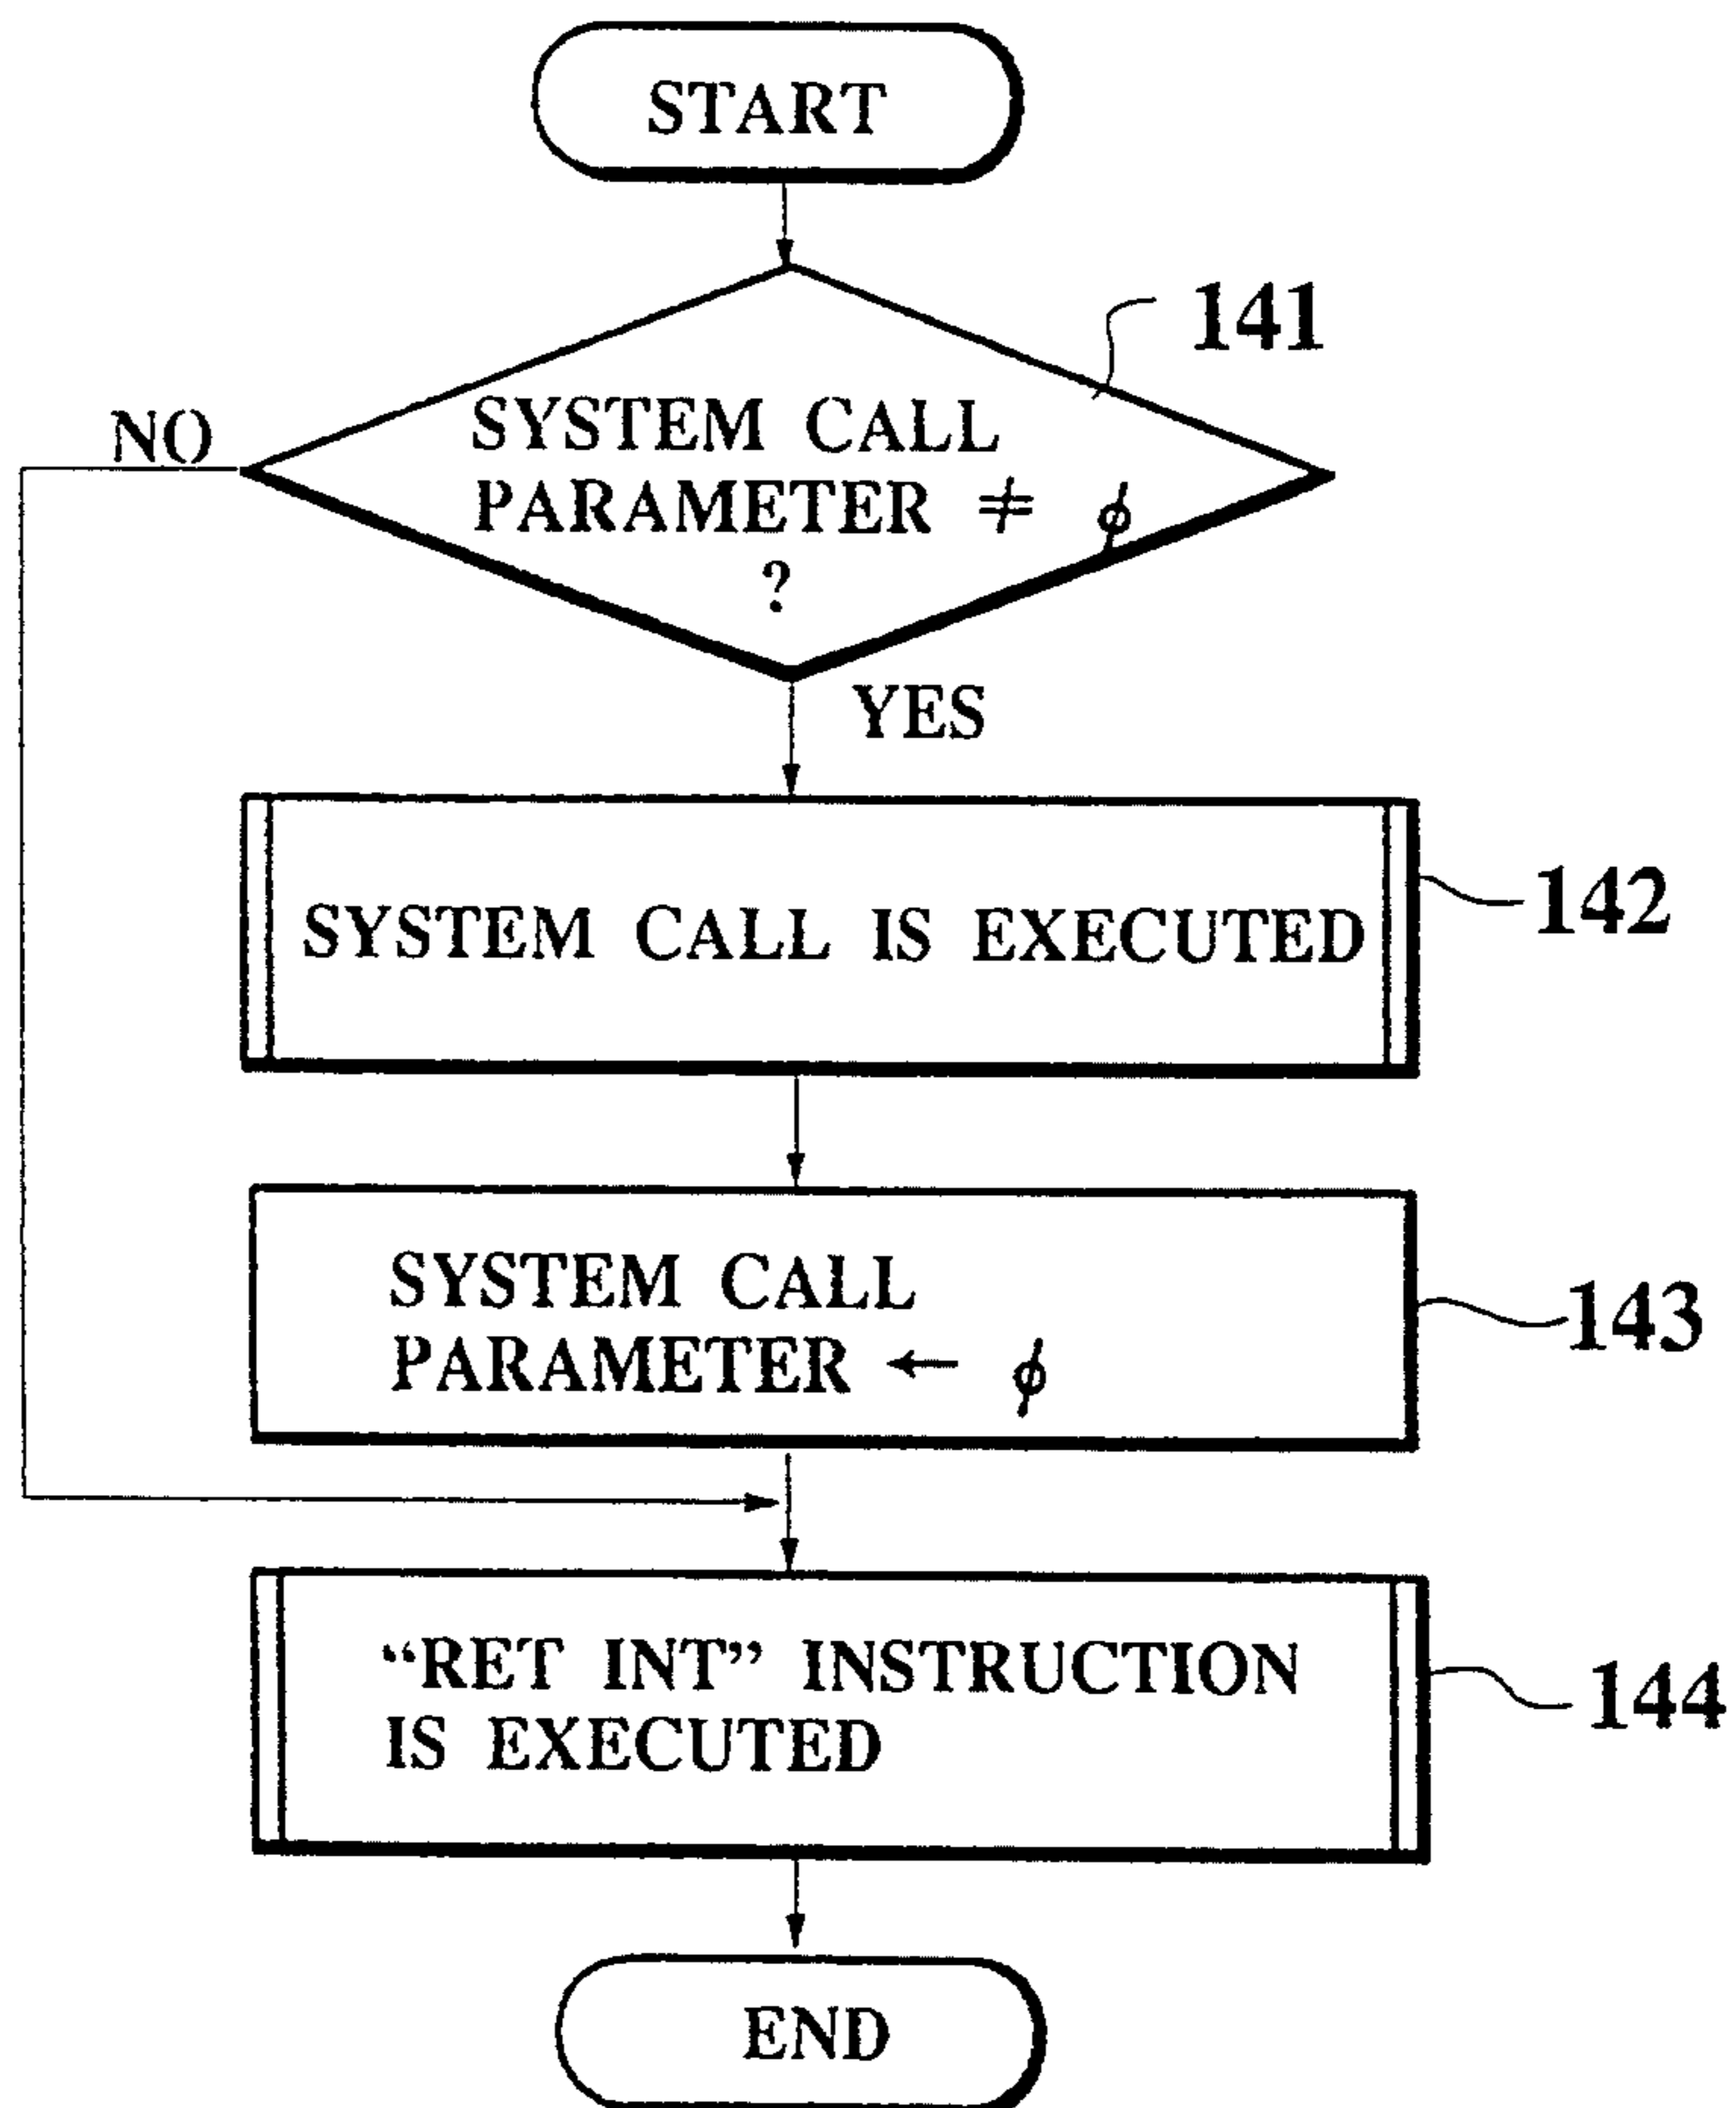 START
141
NO
SYSTEM CALL
PARAMETER ≠ ϕ
?
YES
SYSTEM CALL IS EXECUTED
142
SYSTEM CALL
PARAMETER ← ϕ
143
“RET INT” INSTRUCTION
IS EXECUTED
144
END